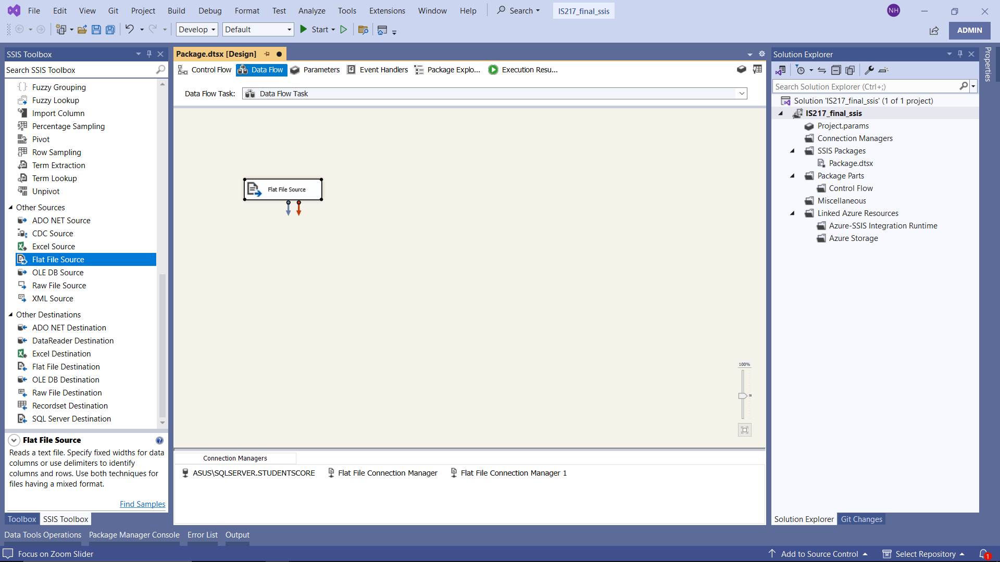 File Edit View Git Project Build Debug Format Test Analyze Tools Extensions Window Help Search IS217_final_ssis NH
Develop Default Start ADMIN
SSIS Toolbox
Search SSIS Toolbox
Fuzzy Grouping
Fuzzy Lookup
Import Column
Percentage Sampling
Pivot
Row Sampling
Term Extraction
Term Lookup
Unpivot
Other Sources
ADO NET Source
CDC Source
Excel Source
Flat File Source
OLE DB Source
Raw File Source
XML Source
Other Destinations
ADO NET Destination
DataReader Destination
Excel Destination
Flat File Destination
OLE DB Destination
Raw File Destination
Recordset Destination
SQL Server Destination
Flat File Source
Reads a text file. Specify fixed widths for data
columns or use delimiters to identify
columns and rows. Use both techniques for
files having a mixed format.
Find Samples
Toolbox SSIS Toolbox
Package.dtsx [Design]
Control Flow Data Flow Parameters Event Handlers Package Explo... Execution Resu...
Data Flow Task: Data Flow Task
Flat File Source
100%
Connection Managers
ASUS\SQLSERVER.STUDENTSCORE Flat File Connection Manager Flat File Connection Manager 1
Solution Explorer
Search Solution Explorer (Ctrl+;)
Solution 'IS217_final_ssis' (1 of 1 project)
IS217_final_ssis
Project.params
Connection Managers
SSIS Packages
Package.dtsx
Package Parts
Control Flow
Miscellaneous
Linked Azure Resources
Azure-SSIS Integration Runtime
Azure Storage
Solution Explorer Git Changes
Properties
Data Tools Operations Package Manager Console Error List Output
Focus on Zoom Slider Add to Source Control Select Repository 1